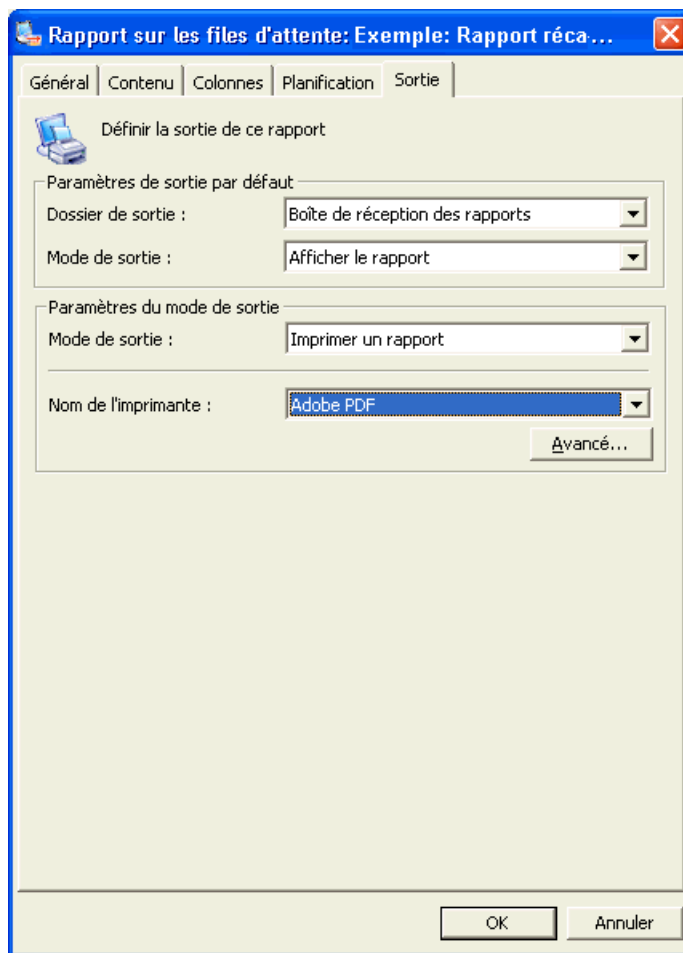 Rapport sur les files d'attente: Exemple: Rapport réca-...
Général Contenu Colonnes Planification Sortie
Définir la sortie de ce rapport
Paramètres de sortie par défaut
Dossier de sortie : Boîte de réception des rapports
Mode de sortie : Afficher le rapport
Paramètres du mode de sortie
Mode de sortie : Imprimer un rapport
Nom de l'imprimante : Adobe PDF
Avancé...
OK Annuler